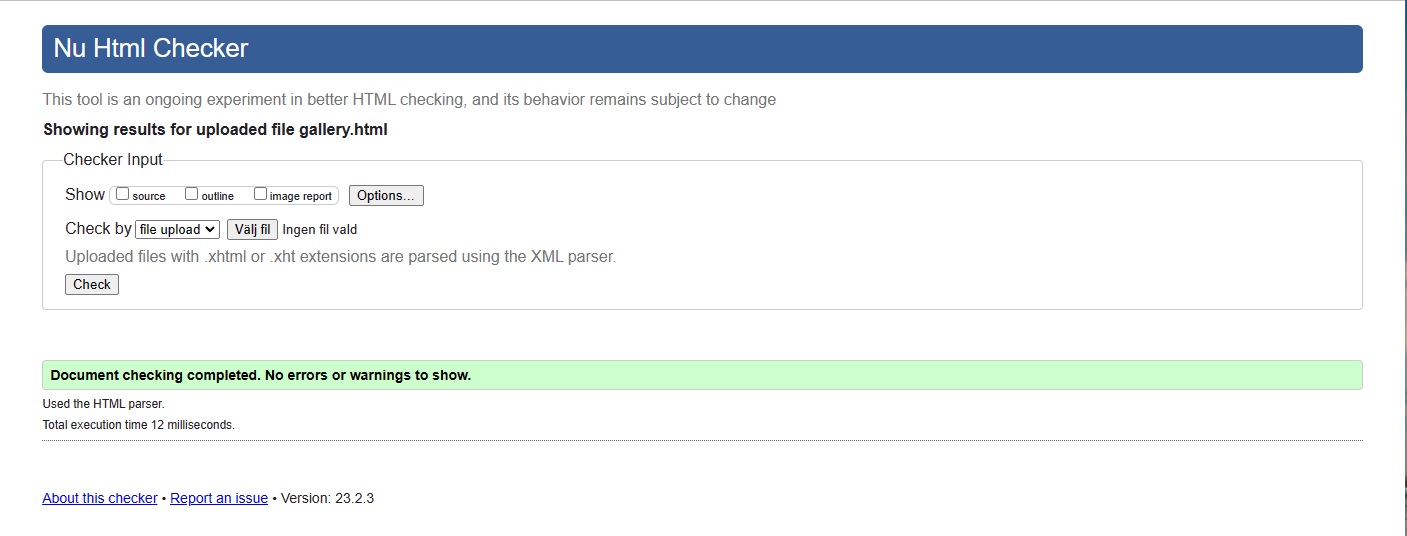 Nu Html Checker
This tool is an ongoing experiment in better HTML checking, and its behavior remains subject to change
Showing results for uploaded file gallery.html
Checker Input
Show source outline image report Options...
Check by file upload Välj fil Ingen fil vald
Uploaded files with .xhtml or .xht extensions are parsed using the XML parser.
Check
Document checking completed. No errors or warnings to show.
Used the HTML parser.
Total execution time 12 milliseconds.
About this checker • Report an issue • Version: 23.2.3